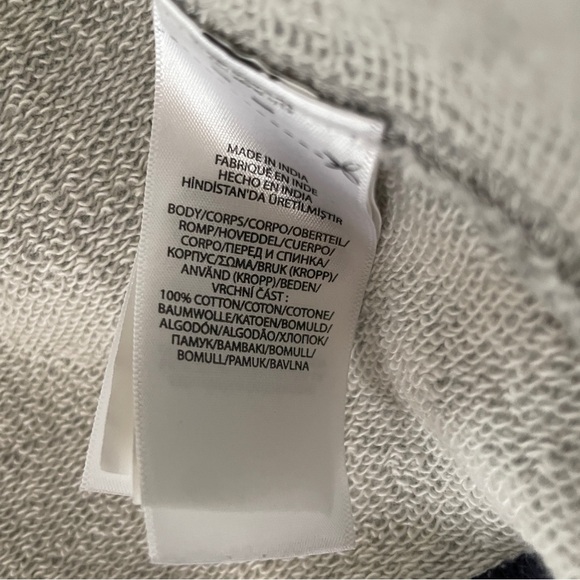 MADE IN INDIA
FABRIQUÉ EN INDE
HECHO EN INDIA
HİNDİSTAN'DA ÜRETİLMİŞTİR
BODY/CORPS/CORPO/OBERTEIL/
ROMP/HOVEDDEL/CUERPO/
CORPO/ПЕРЕД И СПИНКА/
КОРПУС/ΣΩΜΑ/BRUK (KROPP)/
ANVÄND (KROPP)/BEDEN/
VRCHNÍ ČÁST :
100% COTTON/COTON/COTONE/
BAUMWOLLE/KATOEN/BOMULD/
ALGODÓN/ALGODÃO/ХЛОПОК/
ПАМУК/ΒΑΜΒΑΚΙ/BOMULL/
BOMULL/PAMUK/BAVLNA